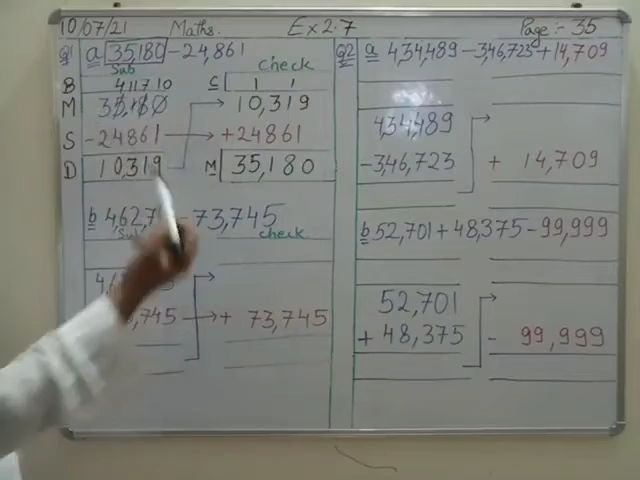 10/07/21 Maths. Ex 2.7 Page:- 35
Q1 a 35,180 - 24,861
Sub Check
B 4 11 7 10 C 1 1
M 35,180 10,319
S -24861 +24861
D 10,319 M 35,180
b 4,62,7 - 73,745
Sub check
,745 + 73,745
Q2 a 4,34,489 - 3,46,723 + 14,709
4,34,489
-3,46,723 + 14,709
b 52,701 + 48,375 - 99,999
52,701
+ 48,375 - 99,999